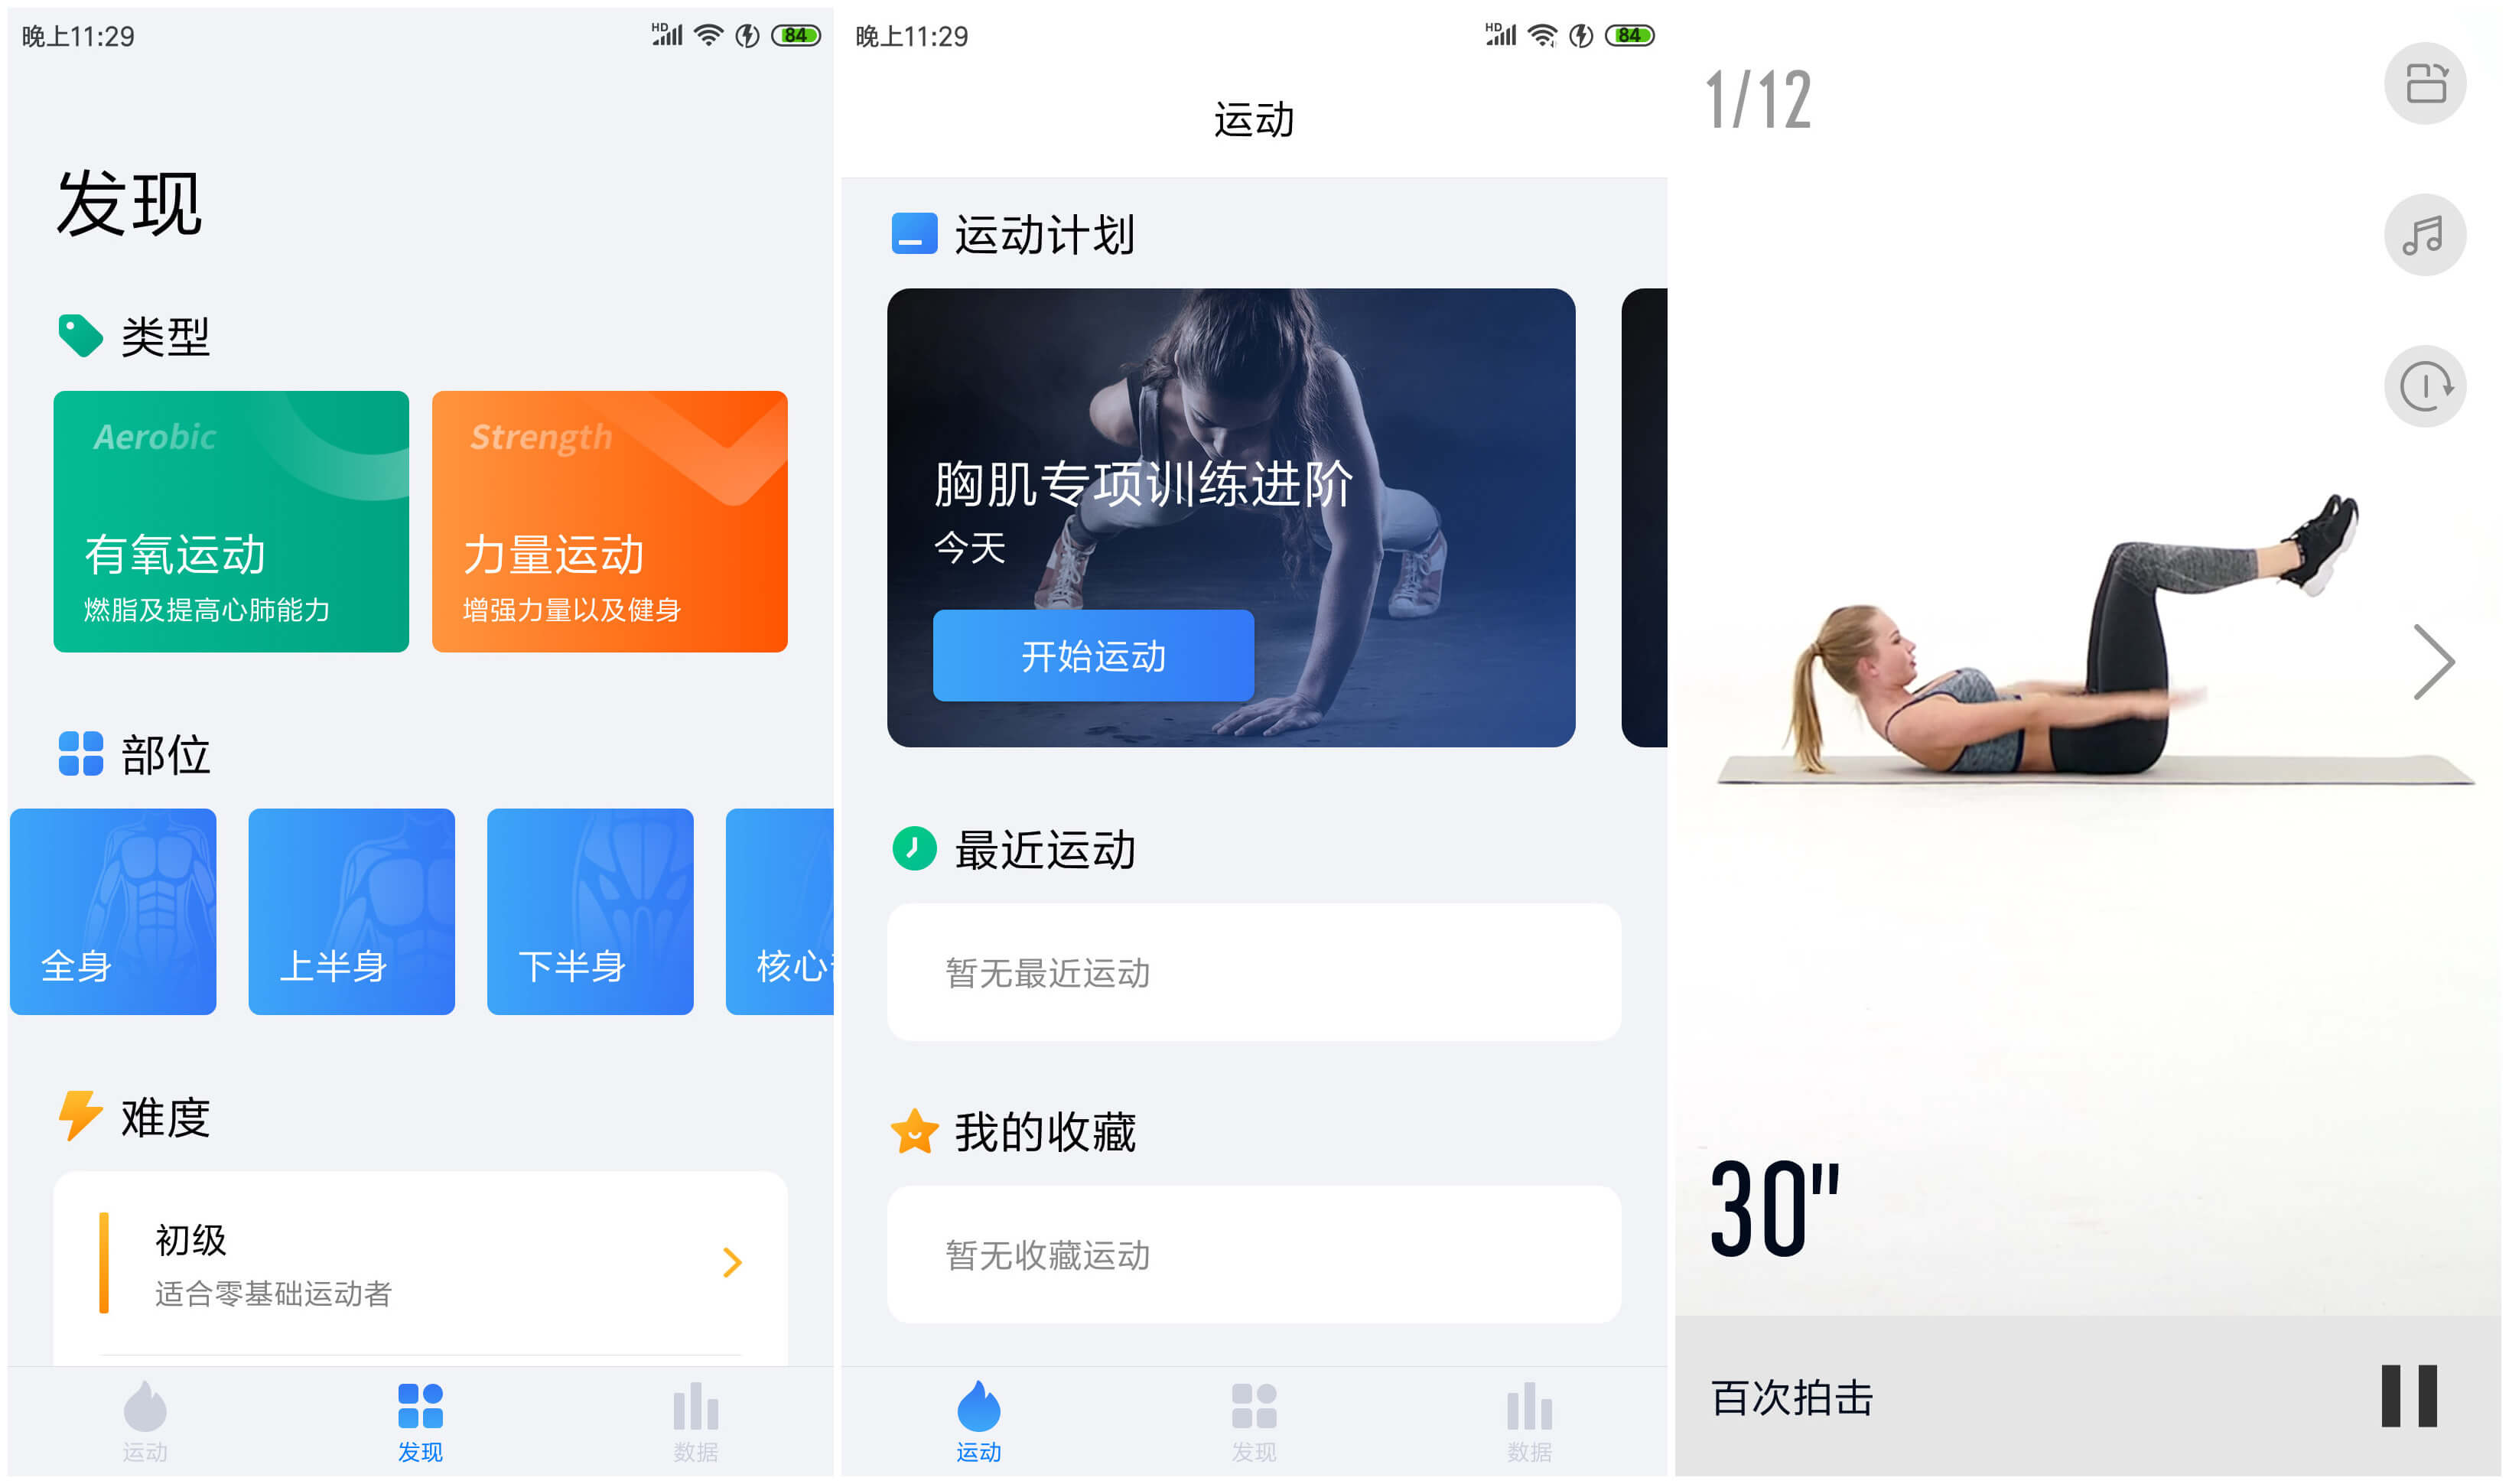 晚上11:29
HD
84
发现
类型
Aerobic
有氧运动
燃脂及提高心肺能力
Strength
力量运动
增强力量以及健身
部位
全身
上半身
下半身
核心
难度
初级
适合零基础运动者
运动
发现
数据
晚上11:29
HD
84
运动
运动计划
胸肌专项训练进阶
今天
开始运动
最近运动
暂无最近运动
我的收藏
暂无收藏运动
运动
发现
数据
1/12
30"
百次拍击